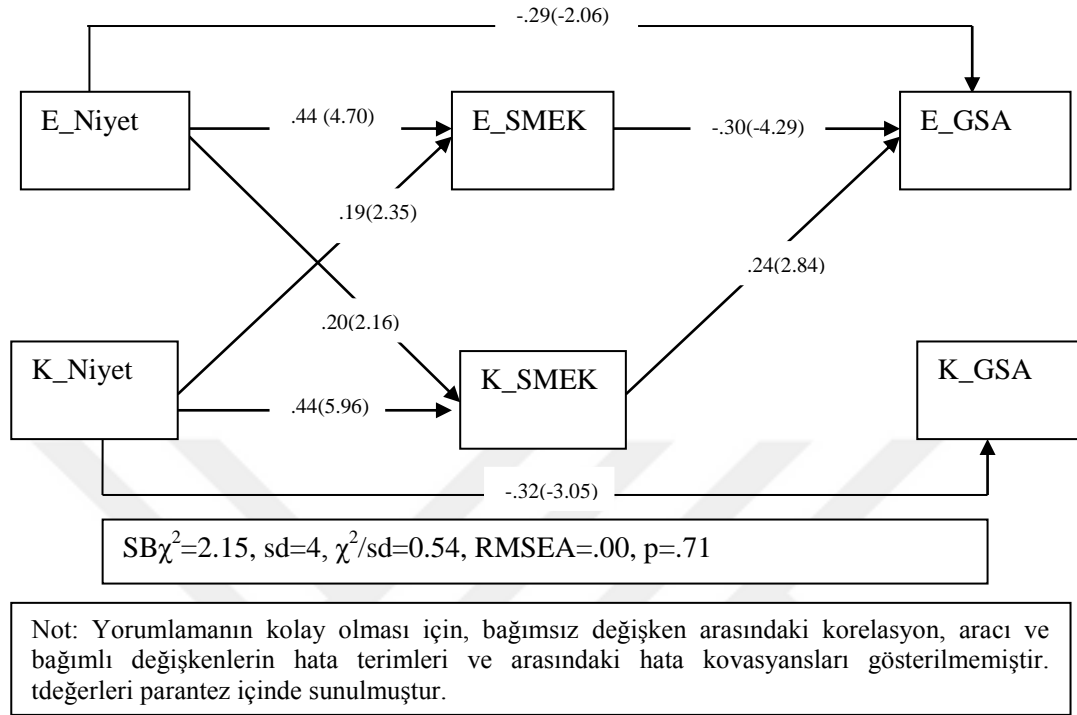 -.29(-2.06)
E_Niyet
.44 (4.70)
E_SMEK
-.30(-4.29)
E_GSA
.19(2.35)
.24(2.84)
.20(2.16)
K_Niyet
.44(5.96)
K_SMEK
K_GSA
-.32(-3.05)
SBχ²=2.15, sd=4, χ²/sd=0.54, RMSEA=.00, p=.71
Not: Yorumlamanın kolay olması için, bağımsız değişken arasındaki korelasyon, aracı ve
bağımlı değişkenlerin hata terimleri ve arasındaki hata kovasyansları gösterilmemiştir.
tdeğerleri parantez içinde sunulmuştur.